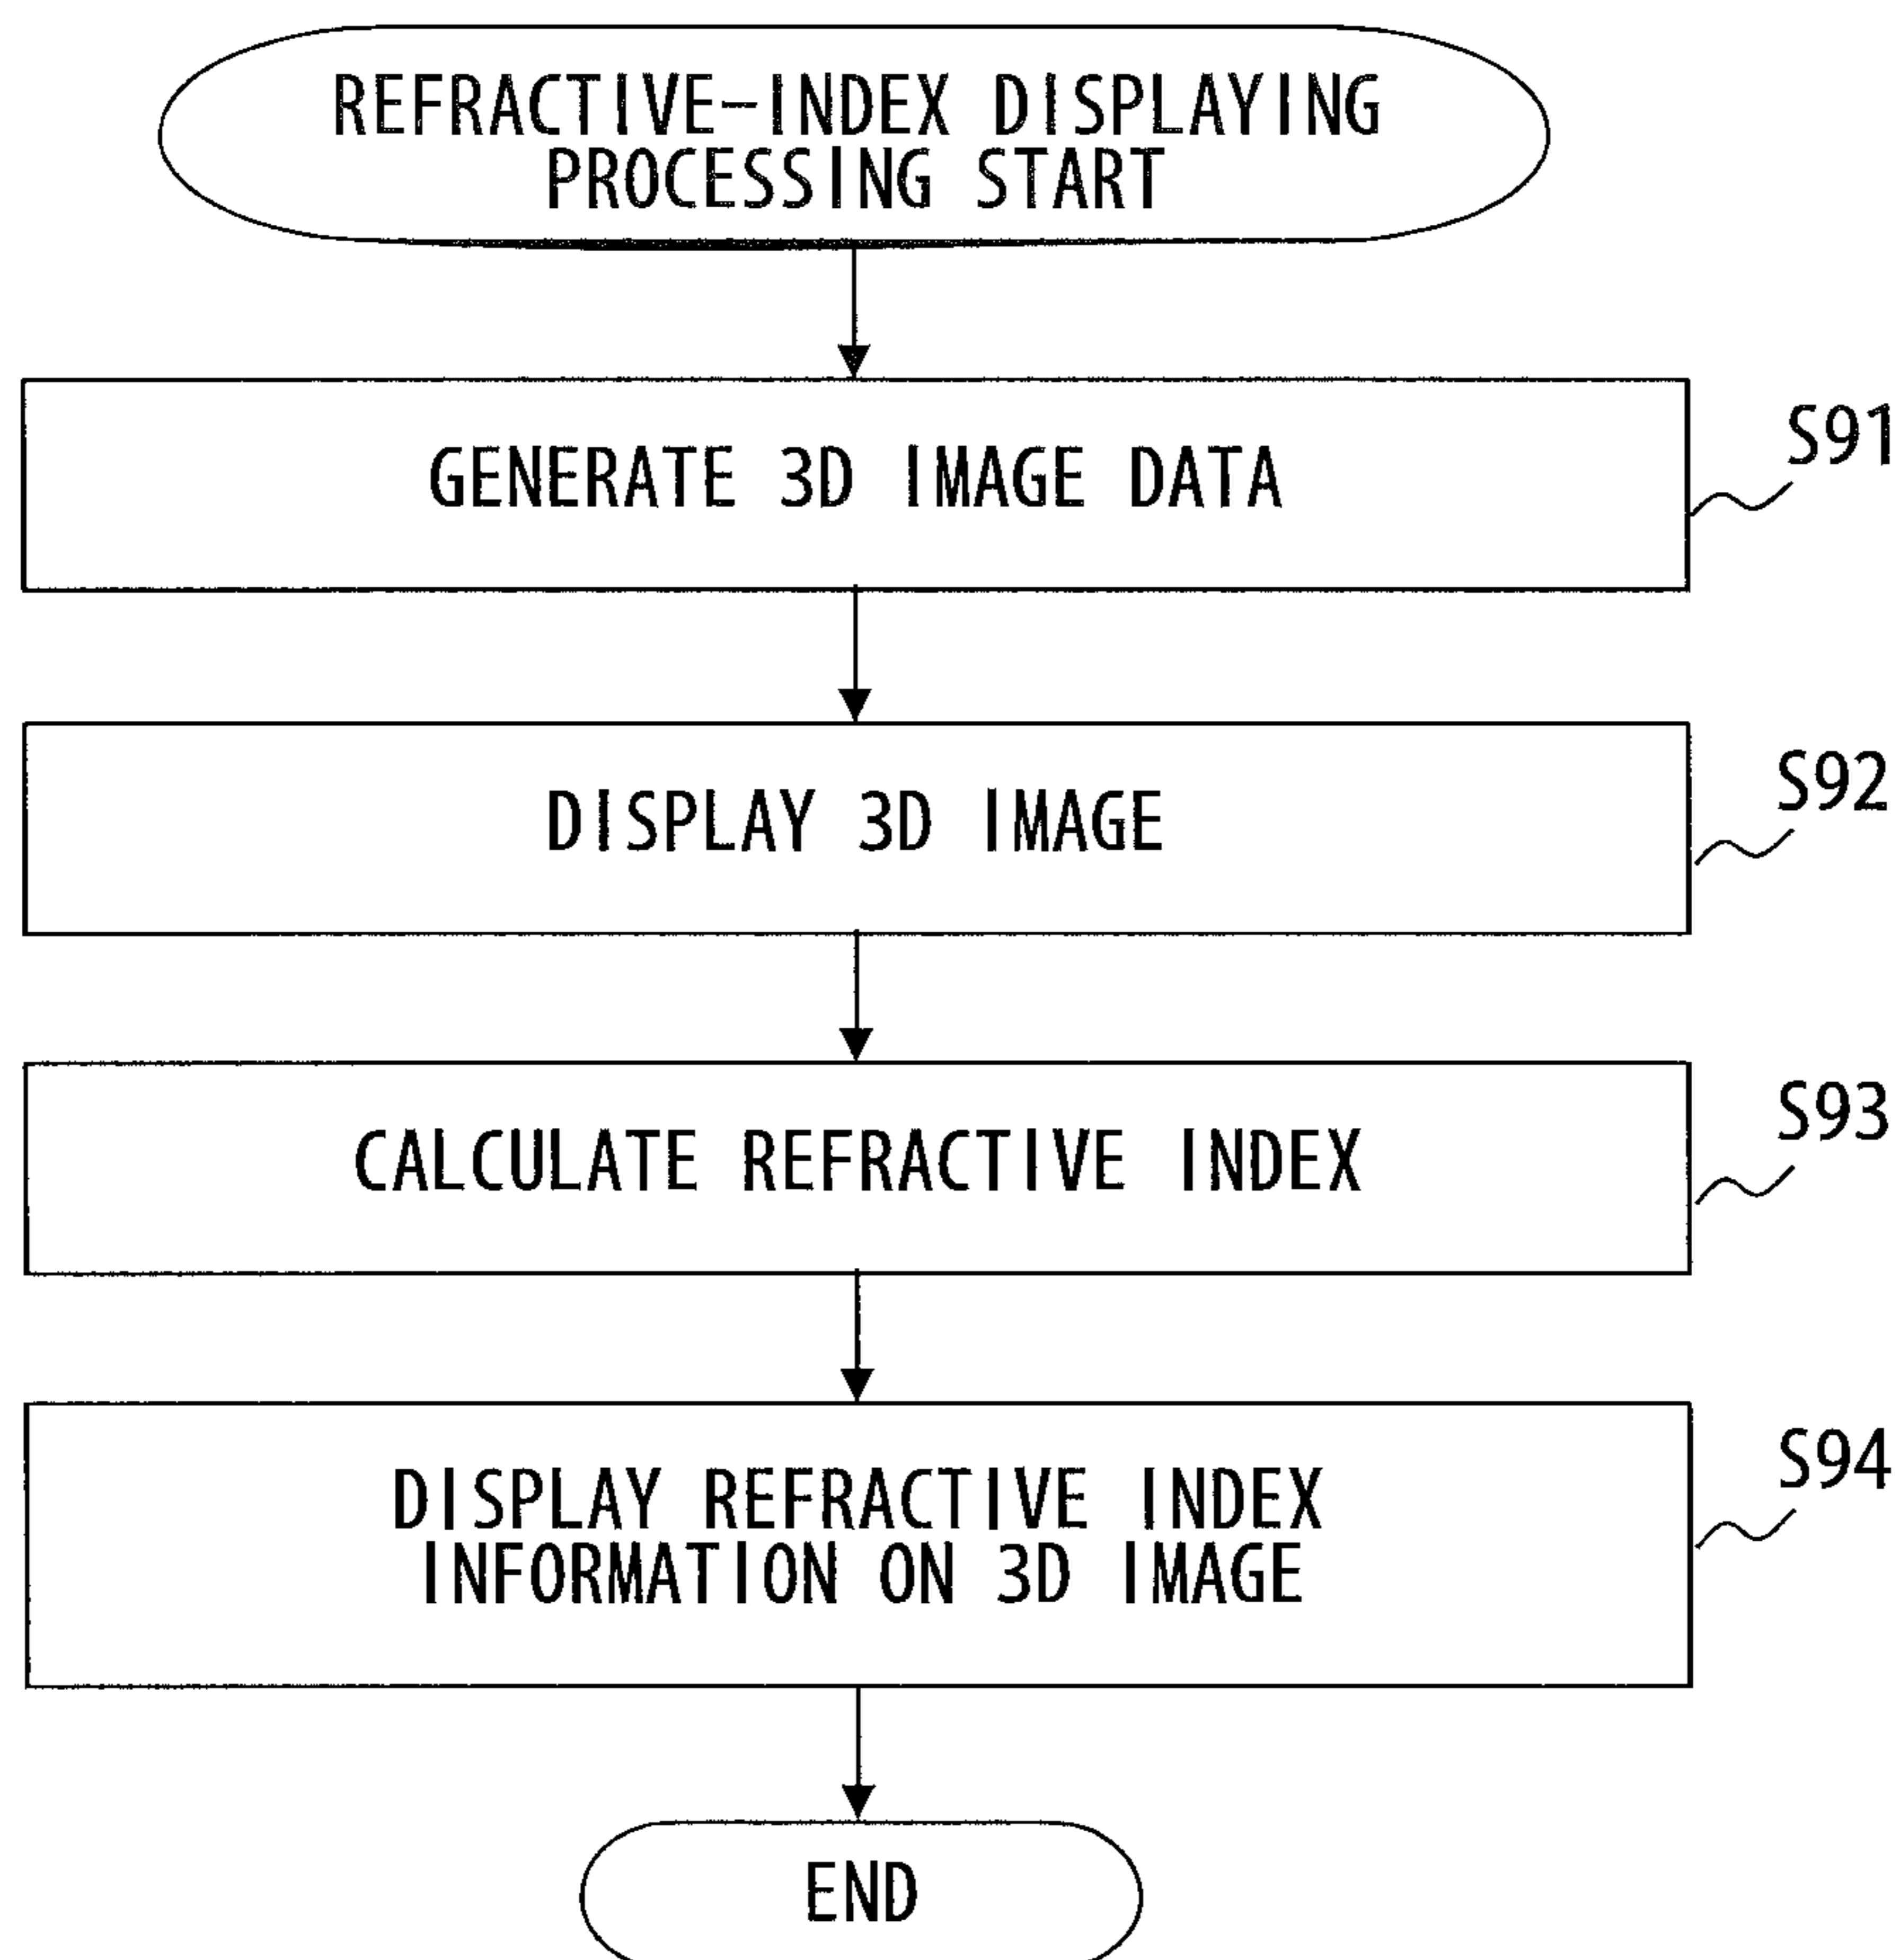 REFRACTIVE-INDEX DISPLAYING
PROCESSING START
GENERATE 3D IMAGE DATA
S91
DISPLAY 3D IMAGE
S92
CALCULATE REFRACTIVE INDEX
S93
DISPLAY REFRACTIVE INDEX
INFORMATION ON 3D IMAGE
S94
END